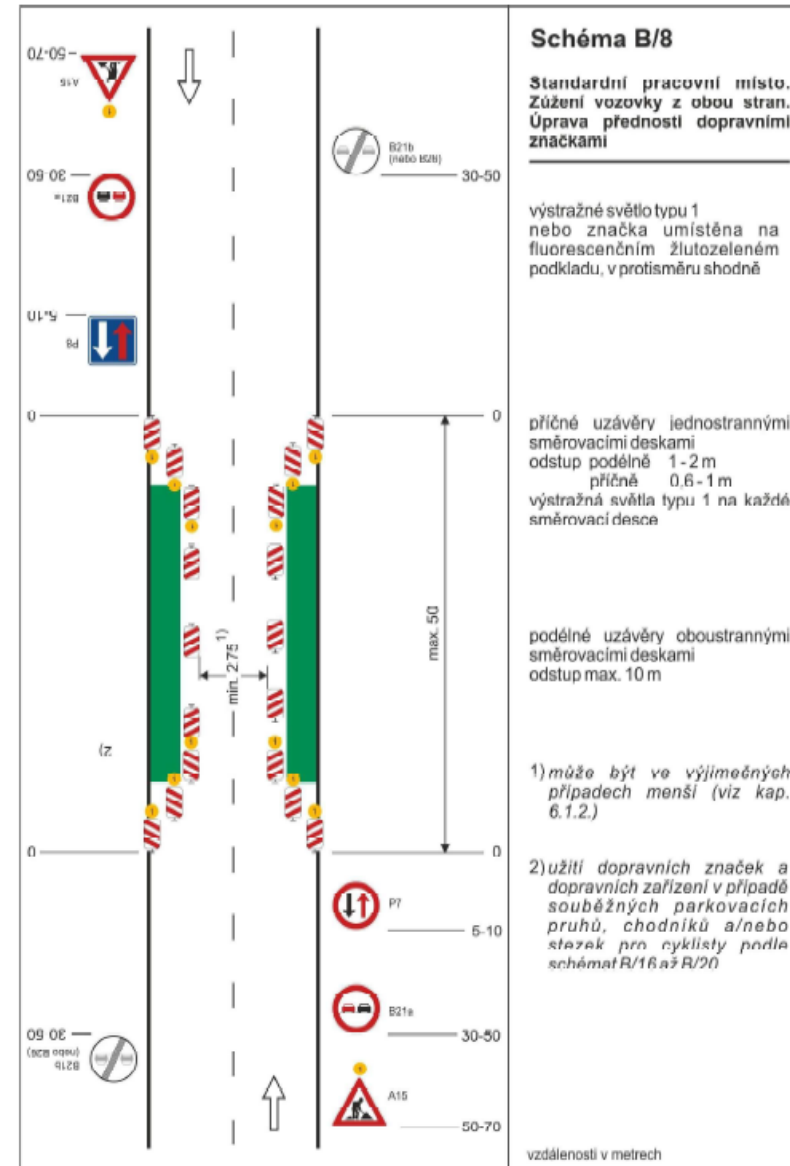 Schéma B/8
Standardní pracovní místo.
Zúžení vozovky z obou stran.
Úprava přednosti dopravními
značkami
výstražné světlo typu 1
nebo značka umístěna na
fluorescenčním žlutozeleném
podkladu, v protisměru shodně
příčné uzávěry jednostrannými
směrovacími deskami
odstup podélně 1 - 2 m
příčně 0,6 - 1 m
výstražná světla typu 1 na každé
směrovací desce
podélné uzávěry oboustrannými
směrovacími deskami
odstup max. 10 m
1) může být ve výjimečných
případech menší (viz kap.
6.1.2.)
2) užití dopravních značek a
dopravních zařízení v případě
souběžných parkovacích
pruhů, chodníků a/nebo
stezek pro cyklisty podle
schémat B/16 až B/20
vzdálenosti v metrech
50-70
A15
30-50
B21a
5-10
P8
0
2)
0
30-50
B21b
(nebo B26)
B21b
(nebo B26)
30-50
0
max. 50
min. 2,75 1)
0
P7
5-10
B21a
30-50
A15
50-70